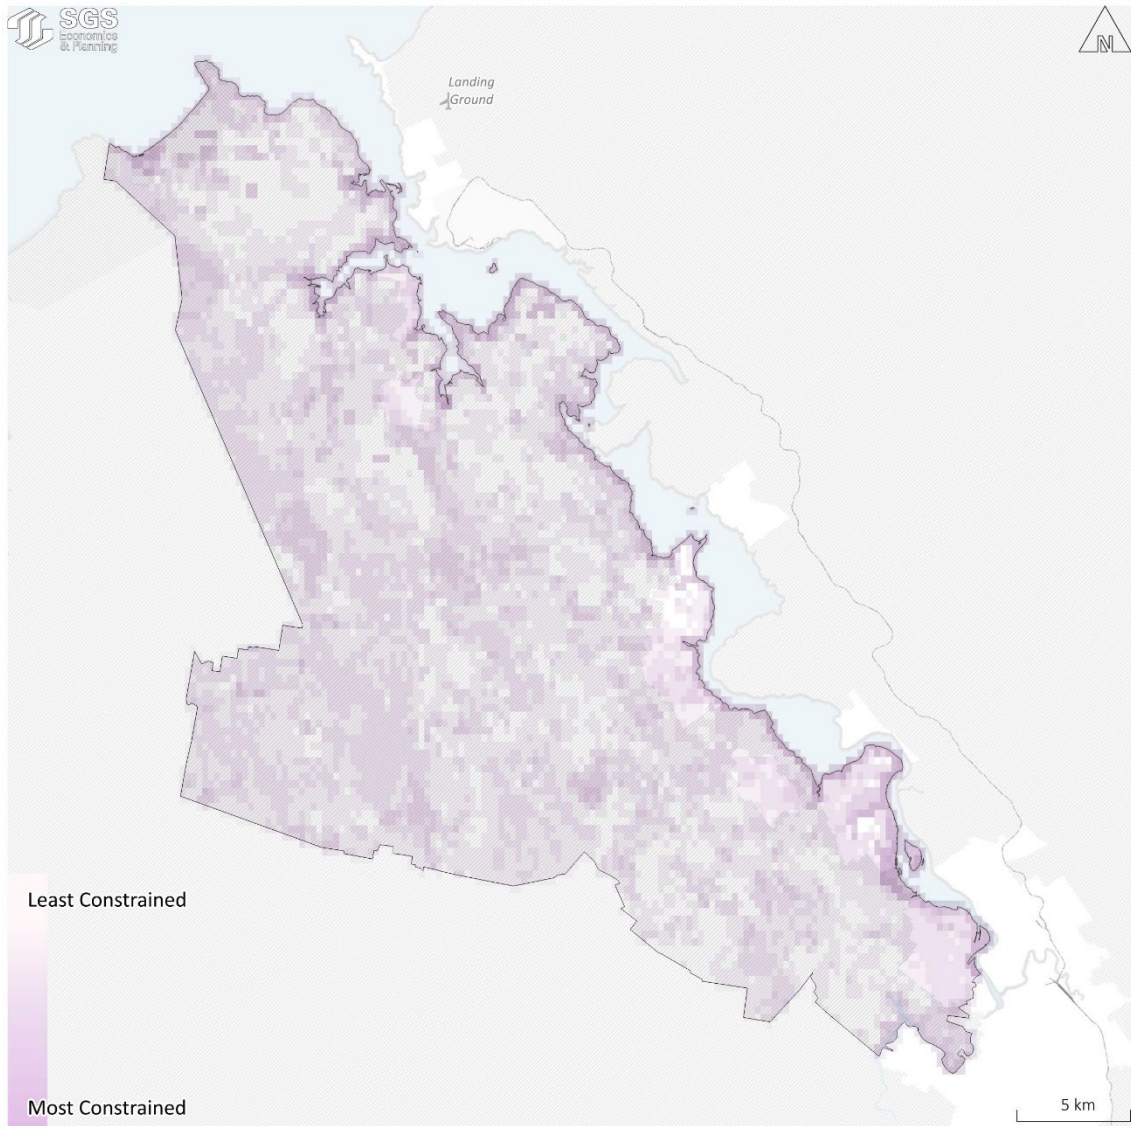 SGS
Economics
& Planning
N
Landing
Ground
Least Constrained
Most Constrained
5 km